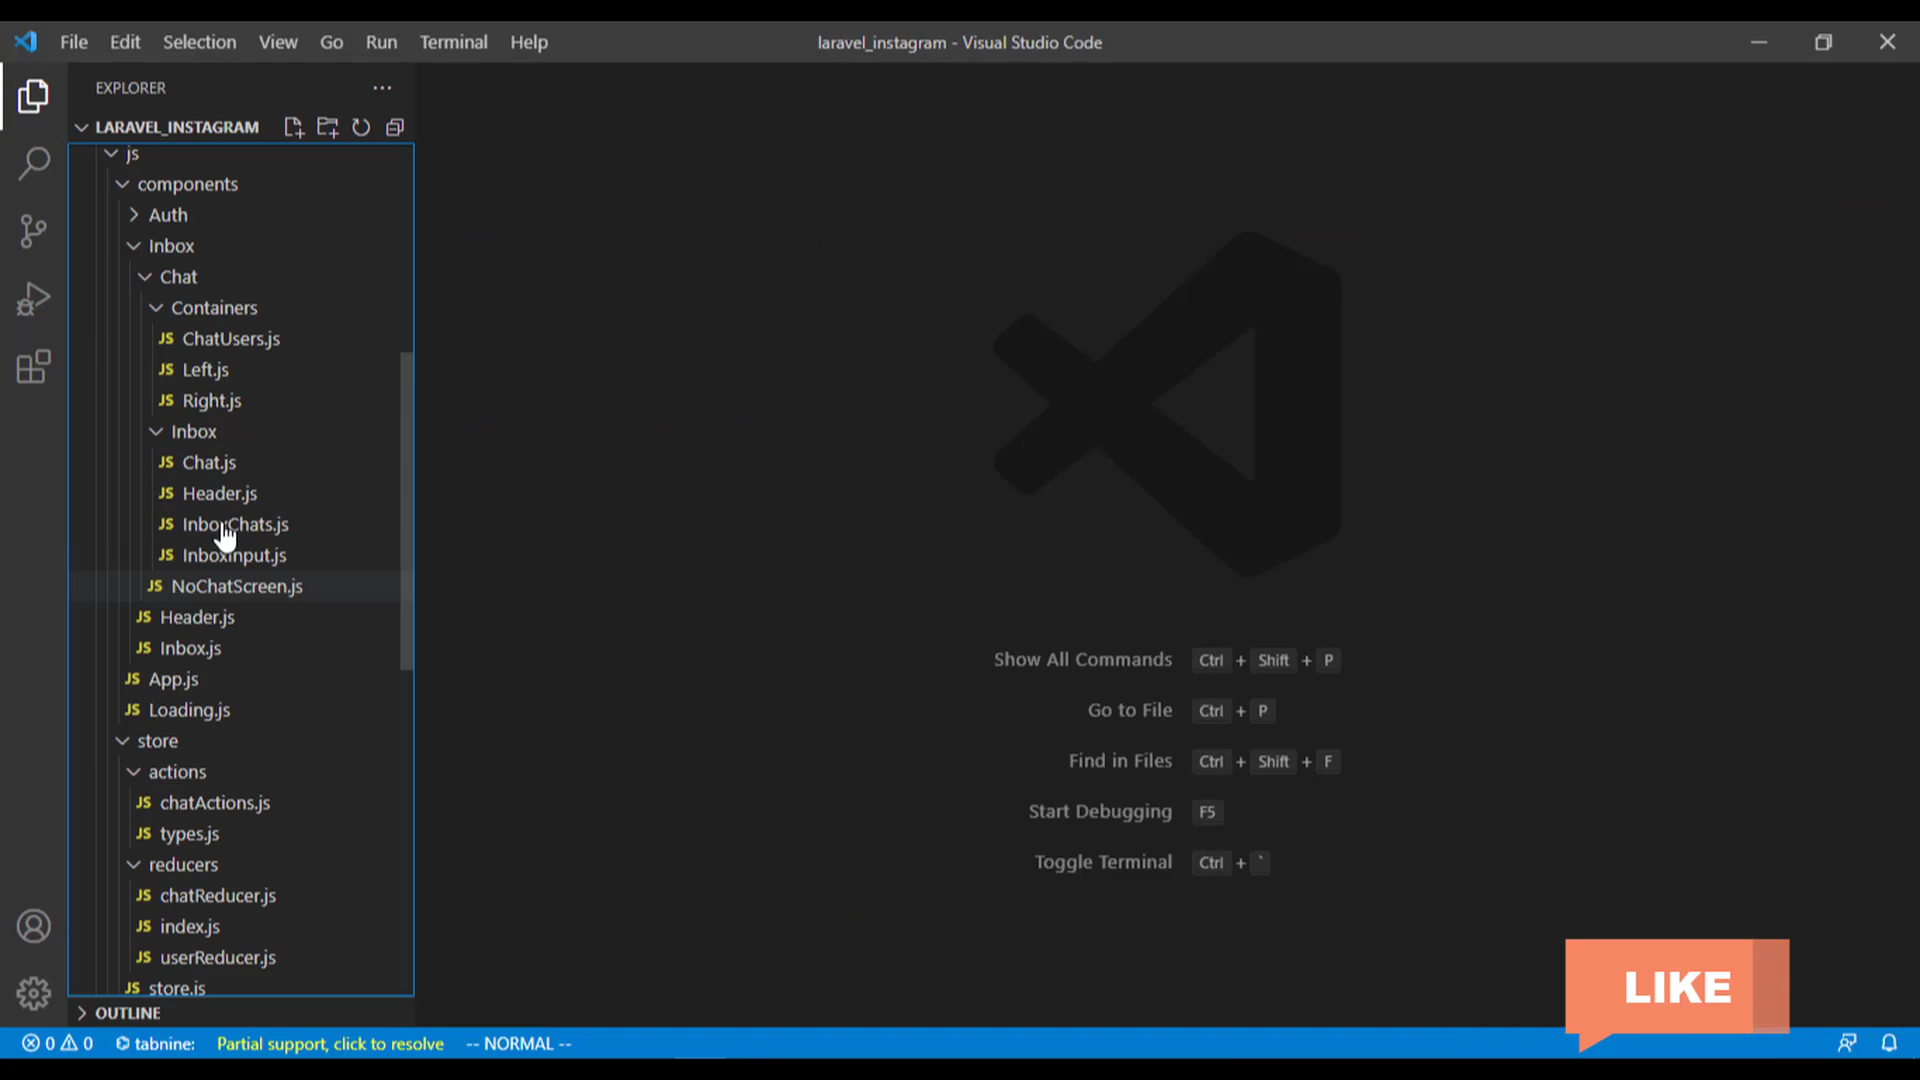 File Edit Selection View Go Run Terminal Help
laravel_instagram - Visual Studio Code
EXPLORER
LARAVEL_INSTAGRAM
js
components
Auth
Inbox
Chat
Containers
JS ChatUsers.js
JS Left.js
JS Right.js
Inbox
JS Chat.js
JS Header.js
JS InboxChats.js
JS InboxInput.js
JS NoChatScreen.js
JS Header.js
JS Inbox.js
JS App.js
JS Loading.js
store
actions
JS chatActions.js
JS types.js
reducers
JS chatReducer.js
JS index.js
JS userReducer.js
JS store.js
OUTLINE
Show All Commands Ctrl + Shift + P
Go to File Ctrl + P
Find in Files Ctrl + Shift + F
Start Debugging F5
Toggle Terminal Ctrl + `
LIKE
0 0 tabnine: Partial support, click to resolve -- NORMAL --